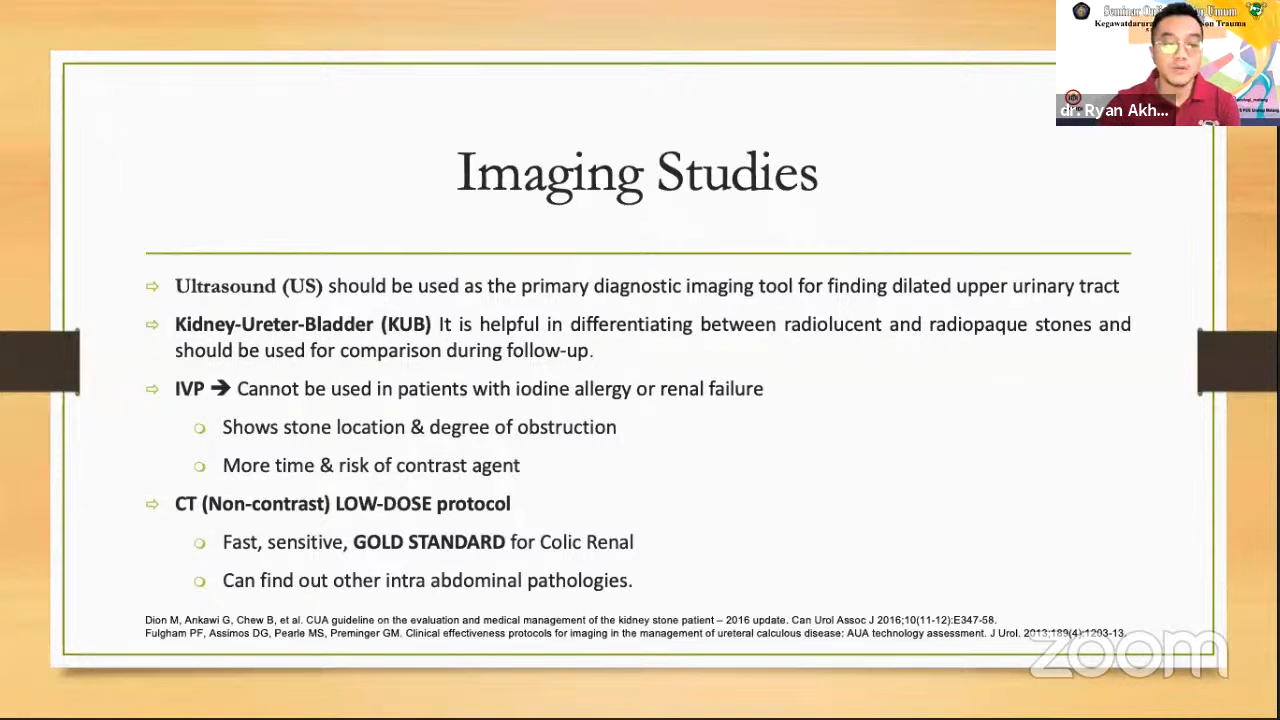 Seminar
Umum
Kegawatdarura
on Trauma
dr. Ryan Akh...
Imaging Studies
Ultrasound (US) should be used as the primary diagnostic imaging tool for finding dilated upper urinary tract
Kidney-Ureter-Bladder (KUB) It is helpful in differentiating between radiolucent and radiopaque stones and
should be used for comparison during follow-up.
IVP ➔ Cannot be used in patients with iodine allergy or renal failure
Shows stone location & degree of obstruction
More time & risk of contrast agent
CT (Non-contrast) LOW-DOSE protocol
Fast, sensitive, GOLD STANDARD for Colic Renal
Can find out other intra abdominal pathologies.
Dion M, Ankawi G, Chew B, et al. CUA guideline on the evaluation and medical management of the kidney stone patient – 2016 update. Can Urol Assoc J 2016;10(11-12):E347-58.
Fulgham PF, Assimos DG, Pearle MS, Preminger GM. Clinical effectiveness protocols for imaging in the management of ureteral calculous disease: AUA technology assessment. J Urol. 2013;189(4):1203-13.
zoom